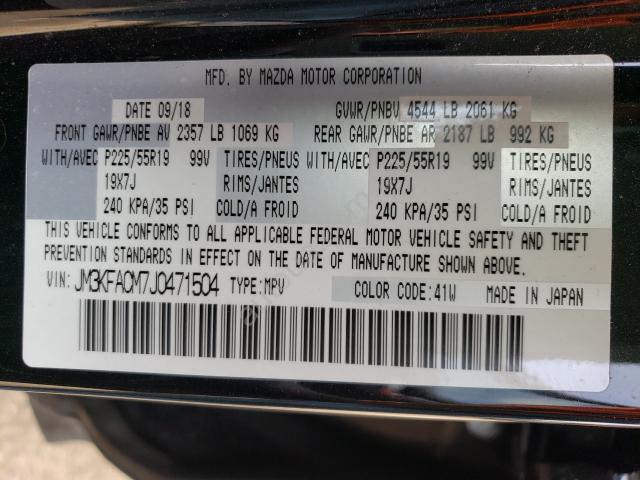 MFD. BY MAZDA MOTOR CORPORATION
DATE 09/18 GVWR/PNBV 4544 LB 2061 KG
FRONT GAWR/PNBE AV 2357 LB 1069 KG REAR GAWR/PNBE AR 2187 LB 992 KG
WITH/AVEC P225/55R19 99V TIRES/PNEUS WITH/AVEC P225/55R19 99V TIRES/PNEUS
19X7J RIMS/JANTES 19X7J RIMS/JANTES
240 KPA/35 PSI COLD/A FROID 240 KPA/35 PSI COLD/A FROID
THIS VEHICLE CONFORMS TO ALL APPLICABLE FEDERAL MOTOR VEHICLE SAFETY AND THEFT
PREVENTION STANDARDS IN EFFECT ON THE DATE OF MANUFACTURE SHOWN ABOVE.
VIN: JM3KFACM7J0471504 TYPE:MPV COLOR CODE:41W MADE IN JAPAN